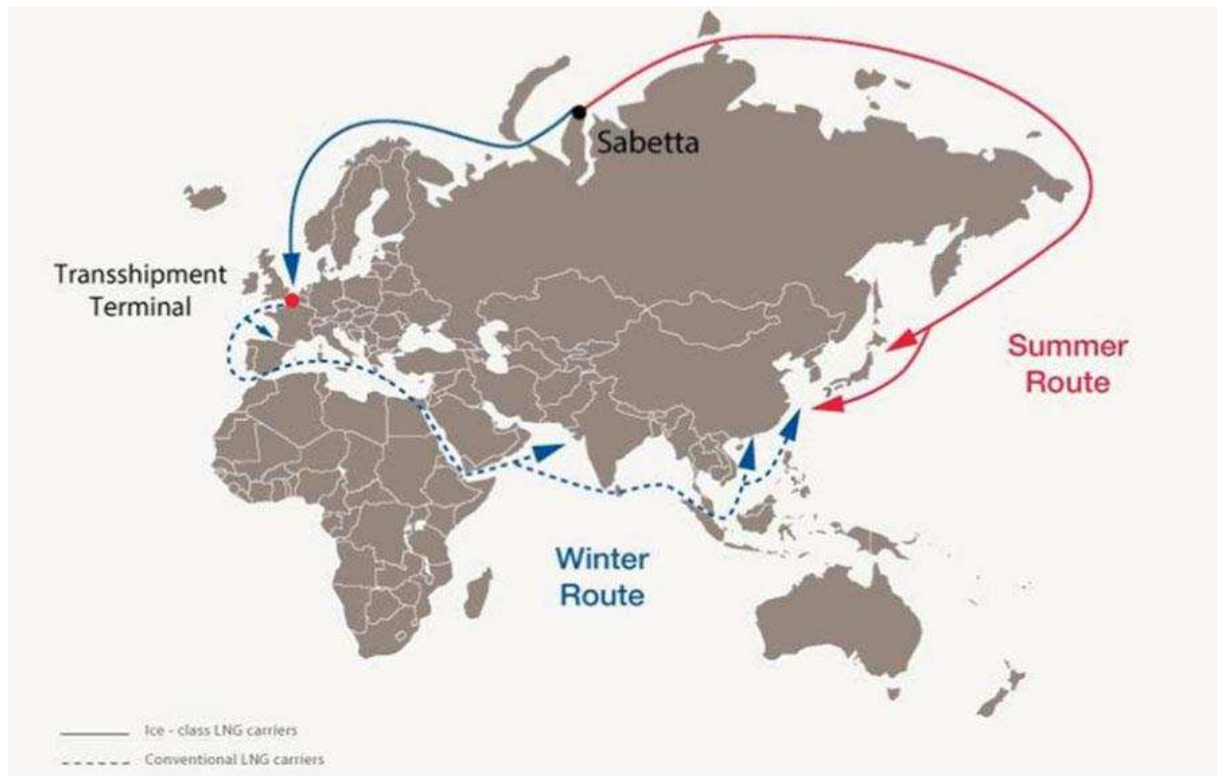 Sabetta
Transshipment
Terminal
Summer
Route
Winter
Route
Ice - class LNG carriers
Conventional LNG carriers